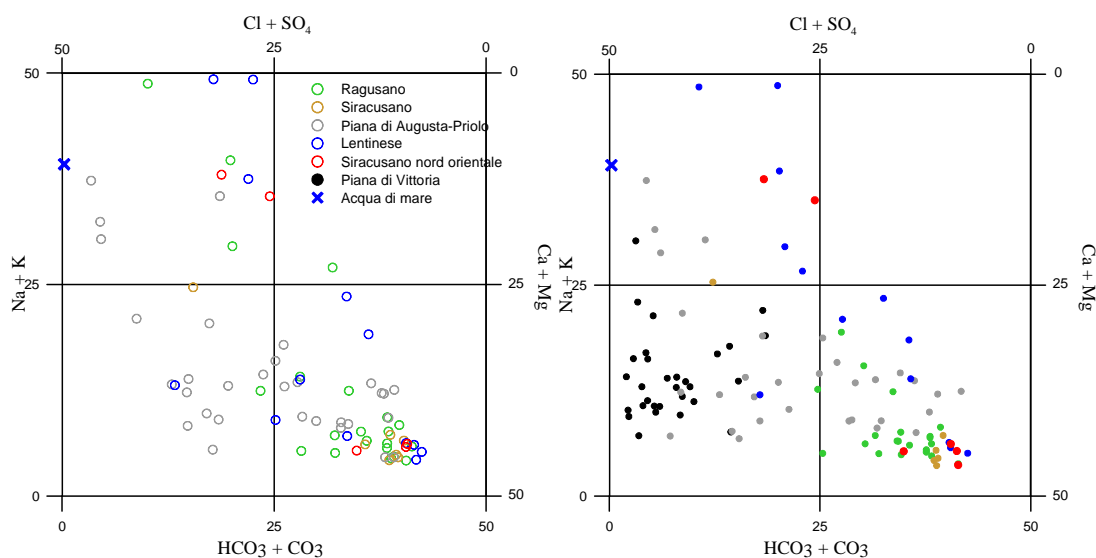 Cl + SO4
50 25 0
50 0
Ragusano
Siracusano
Piana di Augusta-Priolo
Lentinese
Siracusano nord orientale
Piana di Vittoria
Acqua di mare
Na + K
Ca + Mg
25 25
0 50
0 25 50
HCO3 + CO3
Cl + SO4
50 25 0
50 0
Na + K
Ca + Mg
25 25
0 50
0 25 50
HCO3 + CO3